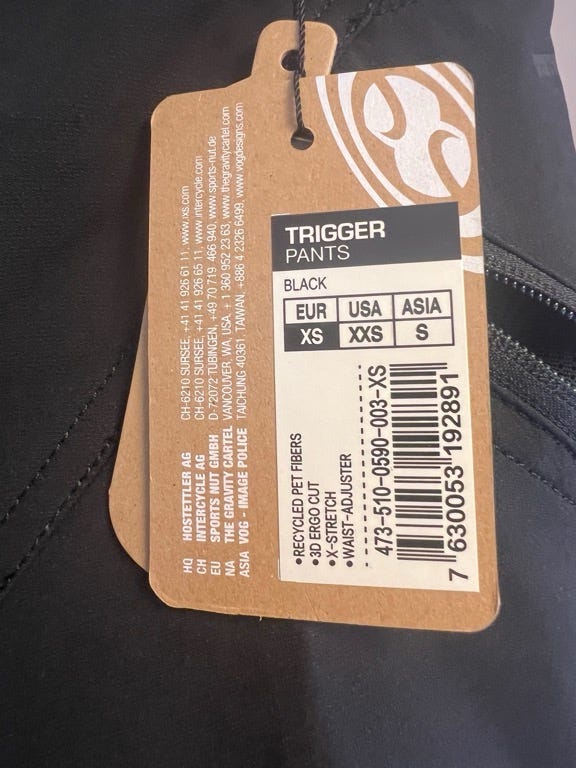 TRIGGER
PANTS
BLACK
EUR USA ASIA
XS XXS S
•RECYCLED PET FIBERS
•3D ERGO CUT
•X-STRETCH
•WAIST-ADJUSTER
473-510-0590-003-XS
7 630053 192891
HQ HOSTETTLER AG CH-6210 SURSEE, +41 41 926 61 11, www.ixs.com
CH INTERCYCLE AG CH-6210 SURSEE, +41 41 926 65 11, www.intercycle.com
EU SPORTS NUT GMBH D-72072 TÜBINGEN, +49 70 719 466 940, www.sports-nut.de
NA THE GRAVITY CARTEL VANCOUVER, WA, USA, +1 360 952 23 63, www.thegravitycartel.com
ASIA VOG - IMAGE POLICE TAICHUNG 40361, TAIWAN, +886 4 2326 6499, www.vogdesigns.com